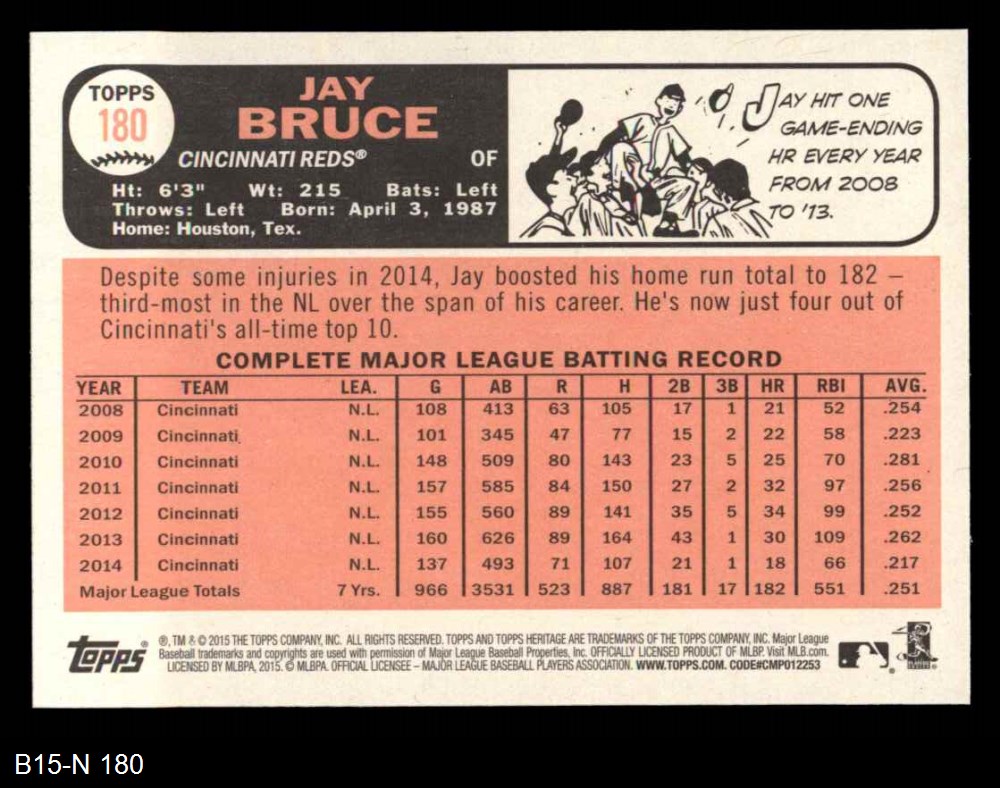 TOPPS
180
JAY
BRUCE
CINCINNATI REDS® OF
Ht: 6'3" Wt: 215 Bats: Left
Throws: Left Born: April 3, 1987
Home: Houston, Tex.
JAY HIT ONE
GAME-ENDING
HR EVERY YEAR
FROM 2008
TO '13.
Despite some injuries in 2014, Jay boosted his home run total to 182 –
third-most in the NL over the span of his career. He's now just four out of
Cincinnati's all-time top 10.
COMPLETE MAJOR LEAGUE BATTING RECORD
YEAR TEAM LEA. G AB R H 2B 3B HR RBI AVG.
2008 Cincinnati N.L. 108 413 63 105 17 1 21 52 .254
2009 Cincinnati N.L. 101 345 47 77 15 2 22 58 .223
2010 Cincinnati N.L. 148 509 80 143 23 5 25 70 .281
2011 Cincinnati N.L. 157 585 84 150 27 2 32 97 .256
2012 Cincinnati N.L. 155 560 89 141 35 5 34 99 .252
2013 Cincinnati N.L. 160 626 89 164 43 1 30 109 .262
2014 Cincinnati N.L. 137 493 71 107 21 1 18 66 .217
Major League Totals 7 Yrs. 966 3531 523 887 181 17 182 551 .251
Topps®
®, TM & © 2015 THE TOPPS COMPANY, INC. ALL RIGHTS RESERVED. TOPPS AND TOPPS HERITAGE ARE TRADEMARKS OF THE TOPPS COMPANY, INC. Major League
Baseball trademarks and copyrights are used with permission of Major League Baseball Properties, Inc. OFFICIALLY LICENSED PRODUCT OF MLBP. Visit MLB.com.
LICENSED BY MLBPA, 2015. © MLBPA. OFFICIAL LICENSEE – MAJOR LEAGUE BASEBALL PLAYERS ASSOCIATION. WWW.TOPPS.COM. CODE#CMP012253
B15-N 180